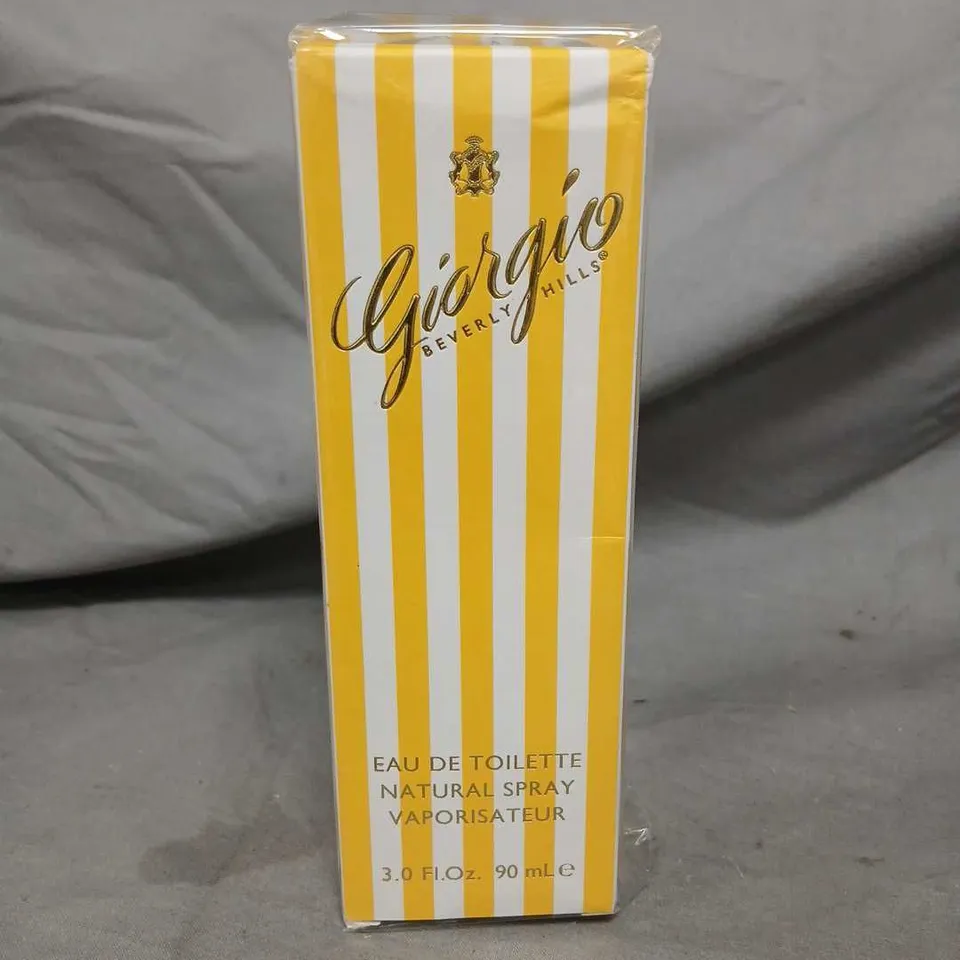 Giorgio
BEVERLY HILLS®
EAU DE TOILETTE
NATURAL SPRAY
VAPORISATEUR
3.0 Fl.Oz. 90 mL℮